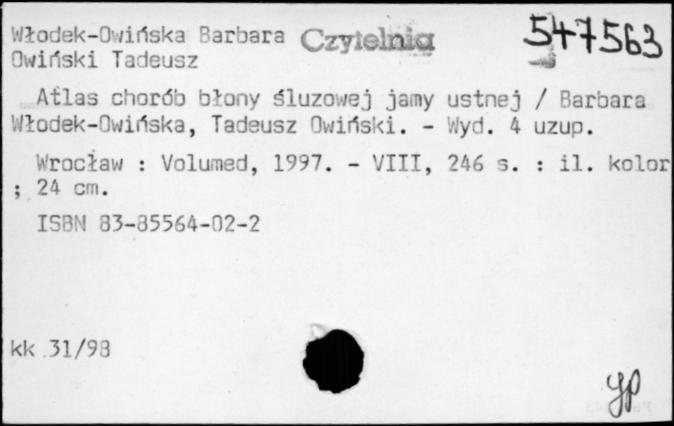 Włodek-Owińska Barbara Czytelnia 547563
Owiński Tadeusz
Atlas chorób błony śluzowej jamy ustnej / Barbara
Włodek-Owińska, Tadeusz Owiński. - Wyd. 4 uzup.
Wrocław : Volumed, 1997. - VIII, 246 s. : il. kolor
; 24 cm.
ISBN 83-85564-02-2
kk 31/98